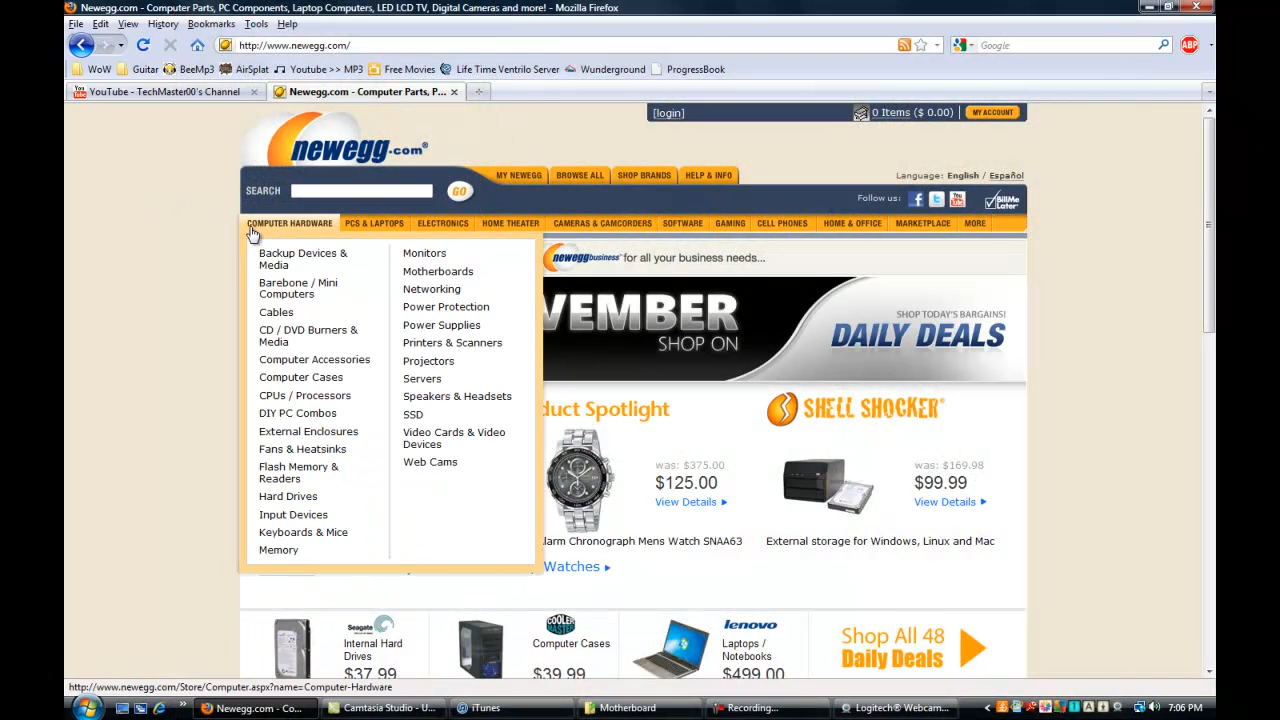 Newegg.com - Computer Parts, PC Components, Laptop Computers, LED LCD TV, Digital Cameras and more! - Mozilla Firefox
File Edit View History Bookmarks Tools Help
http://www.newegg.com/
Google
ABP
WoW Guitar BeeMp3 AirSplat Youtube >> MP3 Free Movies Life Time Ventrilo Server Wunderground ProgressBook
YouTube - TechMaster00's Channel
Newegg.com - Computer Parts, P...
[login]
0 Items ($ 0.00)
MY ACCOUNT
newegg.com®
MY NEWEGG BROWSE ALL SHOP BRANDS HELP & INFO
Language: English / Español
SEARCH
GO
Follow us:
BillMe Later
COMPUTER HARDWARE PCS & LAPTOPS ELECTRONICS HOME THEATER CAMERAS & CAMCORDERS SOFTWARE GAMING CELL PHONES HOME & OFFICE MARKETPLACE MORE
Backup Devices &
Media
Barebone / Mini
Computers
Cables
CD / DVD Burners &
Media
Computer Accessories
Computer Cases
CPUs / Processors
DIY PC Combos
External Enclosures
Fans & Heatsinks
Flash Memory &
Readers
Hard Drives
Input Devices
Keyboards & Mice
Memory
Monitors
Motherboards
Networking
Power Protection
Power Supplies
Printers & Scanners
Projectors
Servers
Speakers & Headsets
SSD
Video Cards & Video
Devices
Web Cams
neweggbusiness™ for all your business needs...
VEMBER
SHOP ON
SHOP TODAY'S BARGAINS!
DAILY DEALS
duct Spotlight
was: $375.00
$125.00
View Details
larm Chronograph Mens Watch SNAA63
Watches
SHELL SHOCKER
was: $169.98
$99.99
View Details
External storage for Windows, Linux and Mac
Seagate
Internal Hard
Drives
$37.99
COOLER MASTER
Computer Cases
$39.99
lenovo
Laptops /
Notebooks
$499.00
Shop All 48
Daily Deals
http://www.newegg.com/Store/Computer.aspx?name=Computer-Hardware
Newegg.com - Co...
Camtasia Studio - U...
iTunes
Motherboard
Recording...
Logitech® Webcam...
7:06 PM